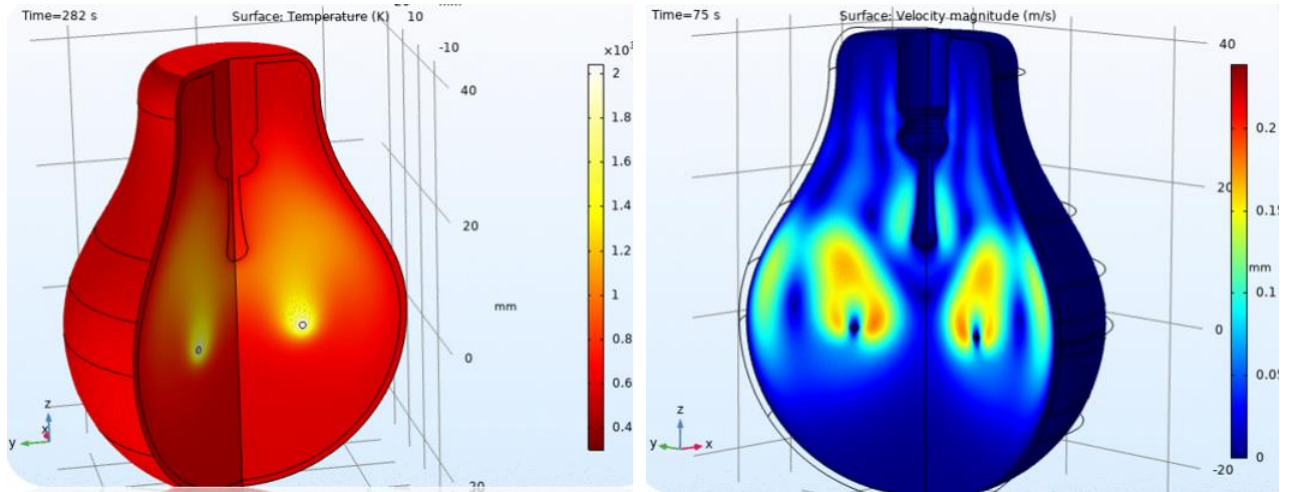 Time=282 s
Surface: Temperature (K)
10
-10
40
20
mm
0
×10³
2
1.8
1.6
1.4
1.2
1
0.8
0.6
0.4
z
y
x
Time=75 s
Surface: Velocity magnitude (m/s)
40
20
mm
0
-20
0.2
0.15
0.1
0.05
0
z
y
x